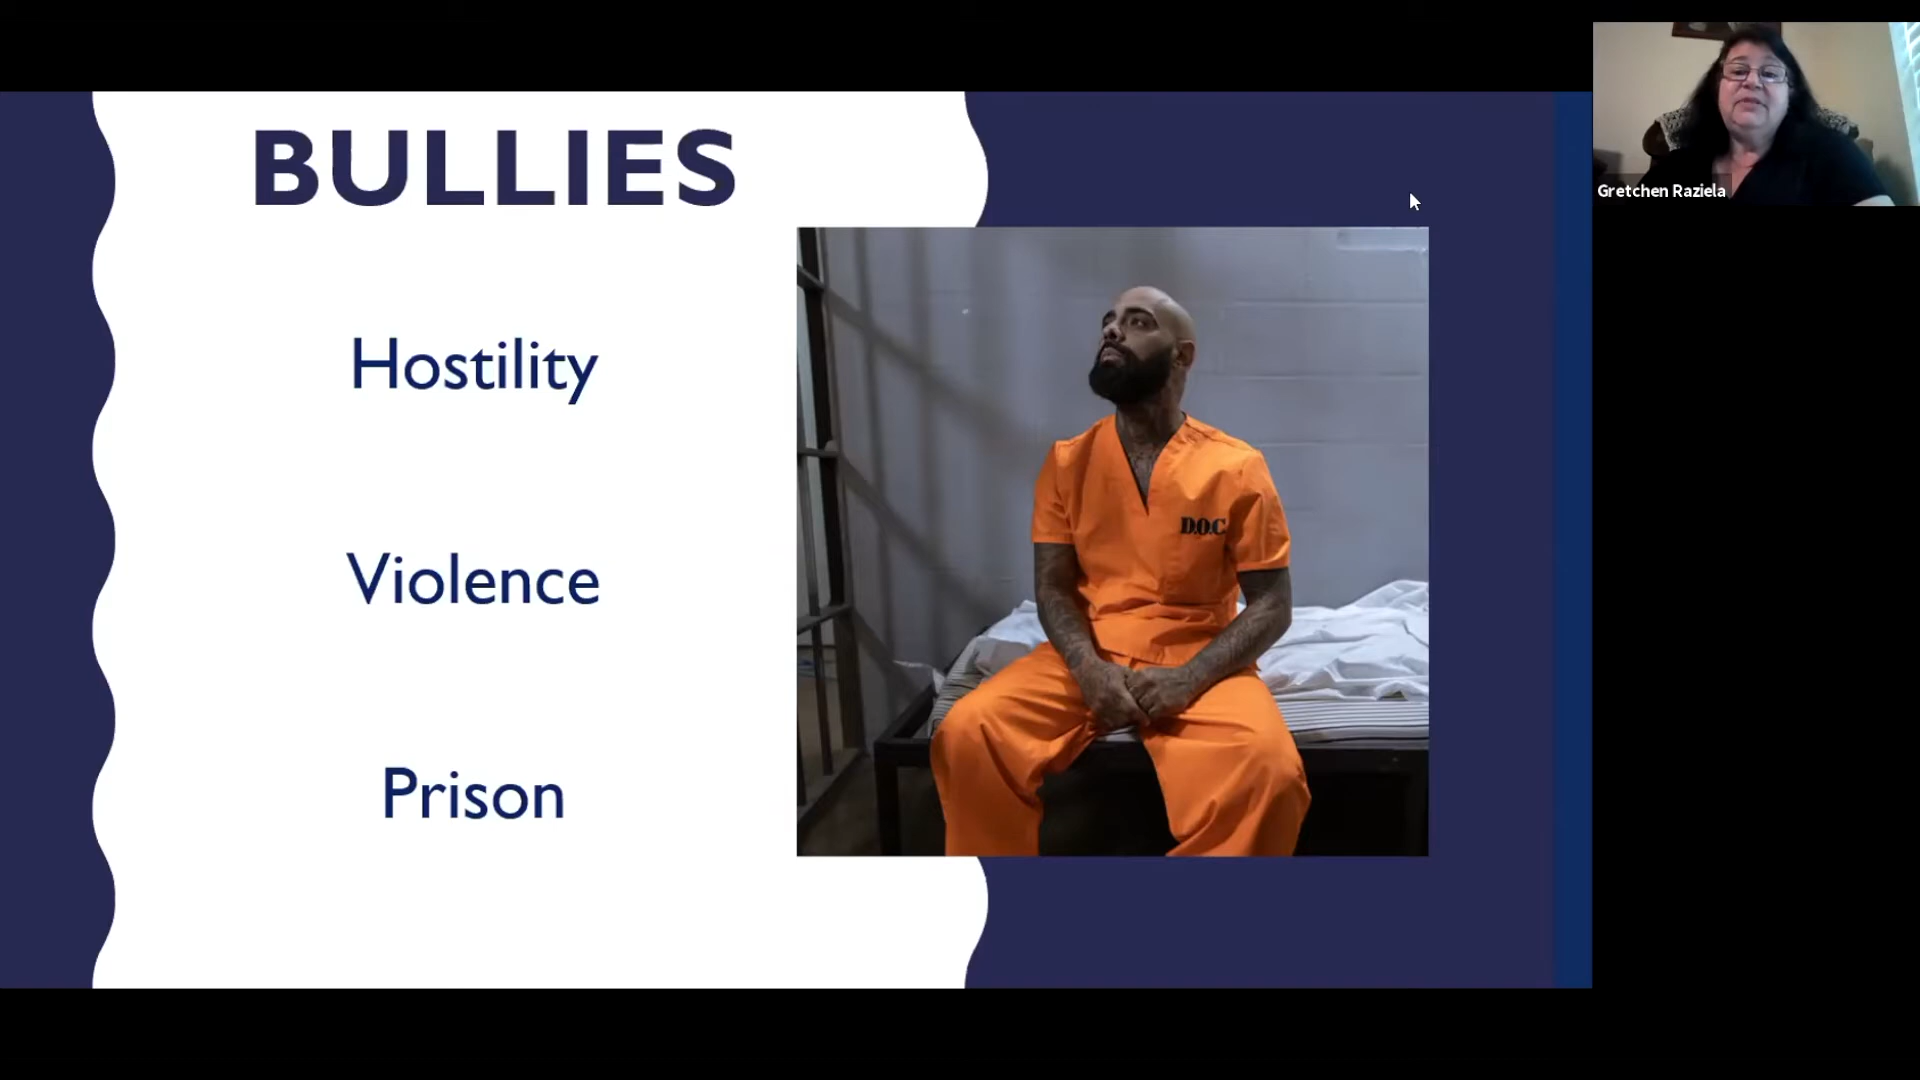 BULLIES
Hostility
Violence
Prison
D.O.C
Gretchen Raziela